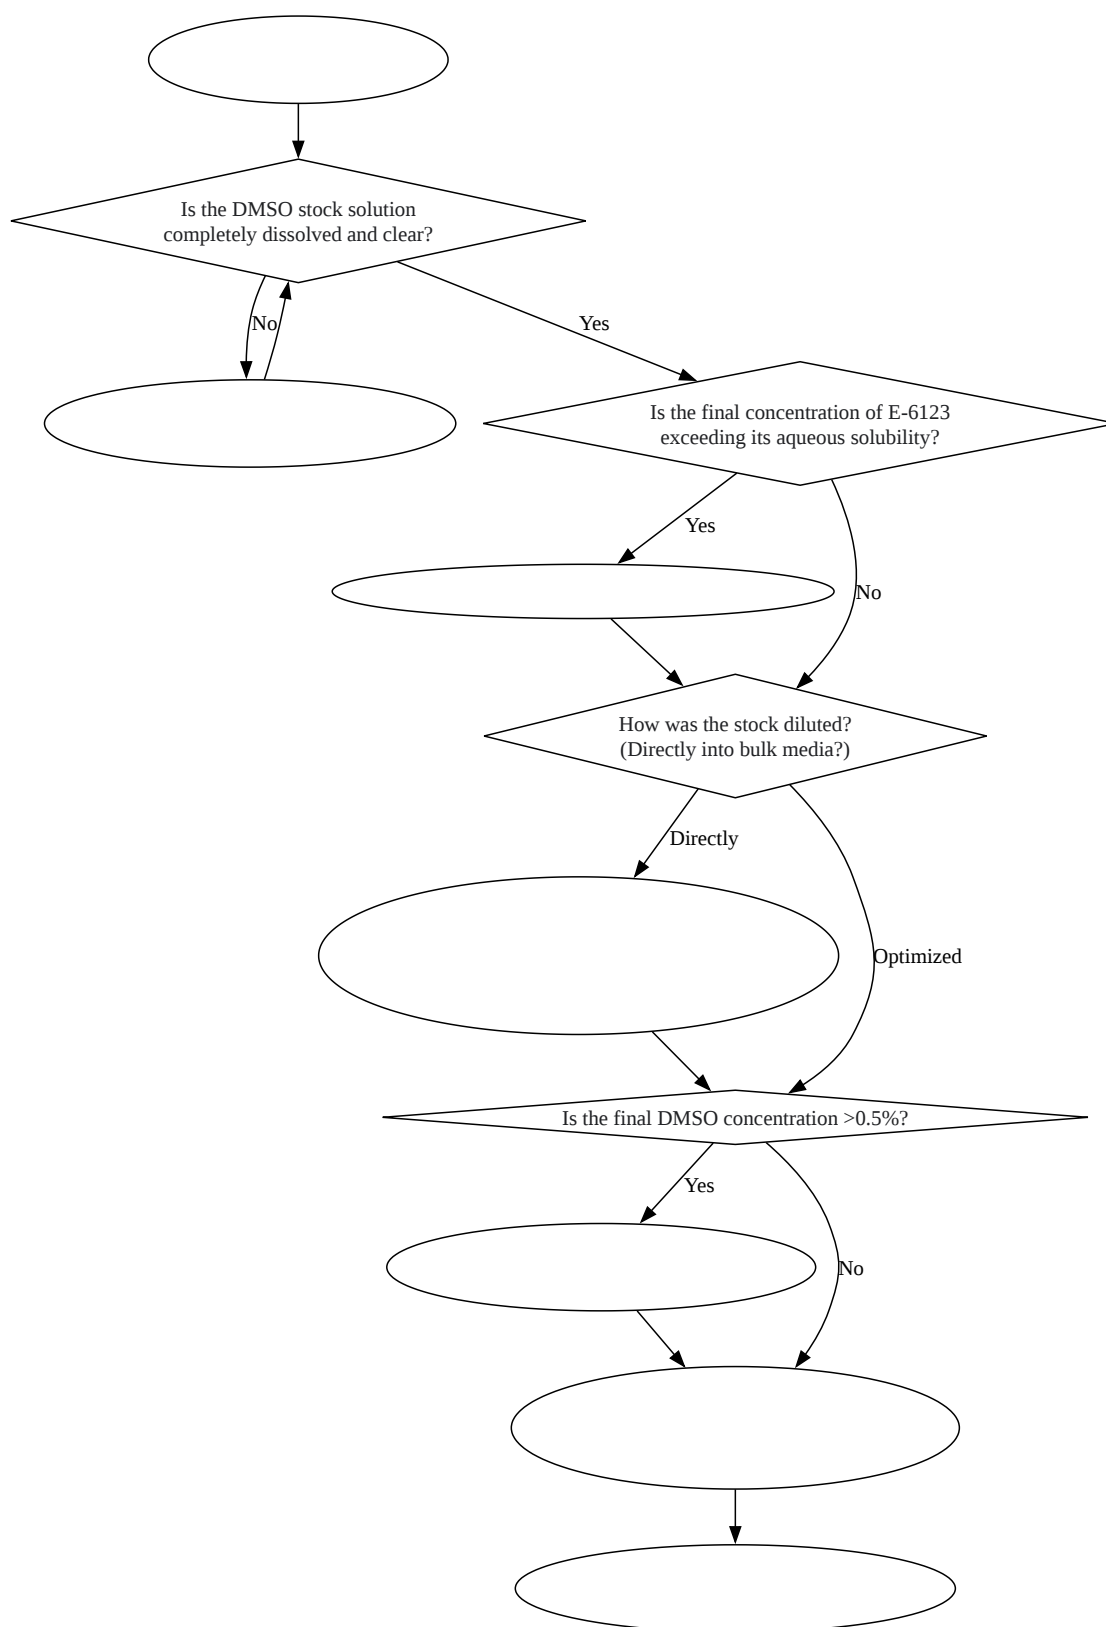 Is the DMSO stock solution
completely dissolved and clear?
No
Yes
Is the final concentration of E-6123
exceeding its aqueous solubility?
Yes
No
How was the stock diluted?
(Directly into bulk media?)
Directly
Optimized
Is the final DMSO concentration >0.5%?
Yes
No